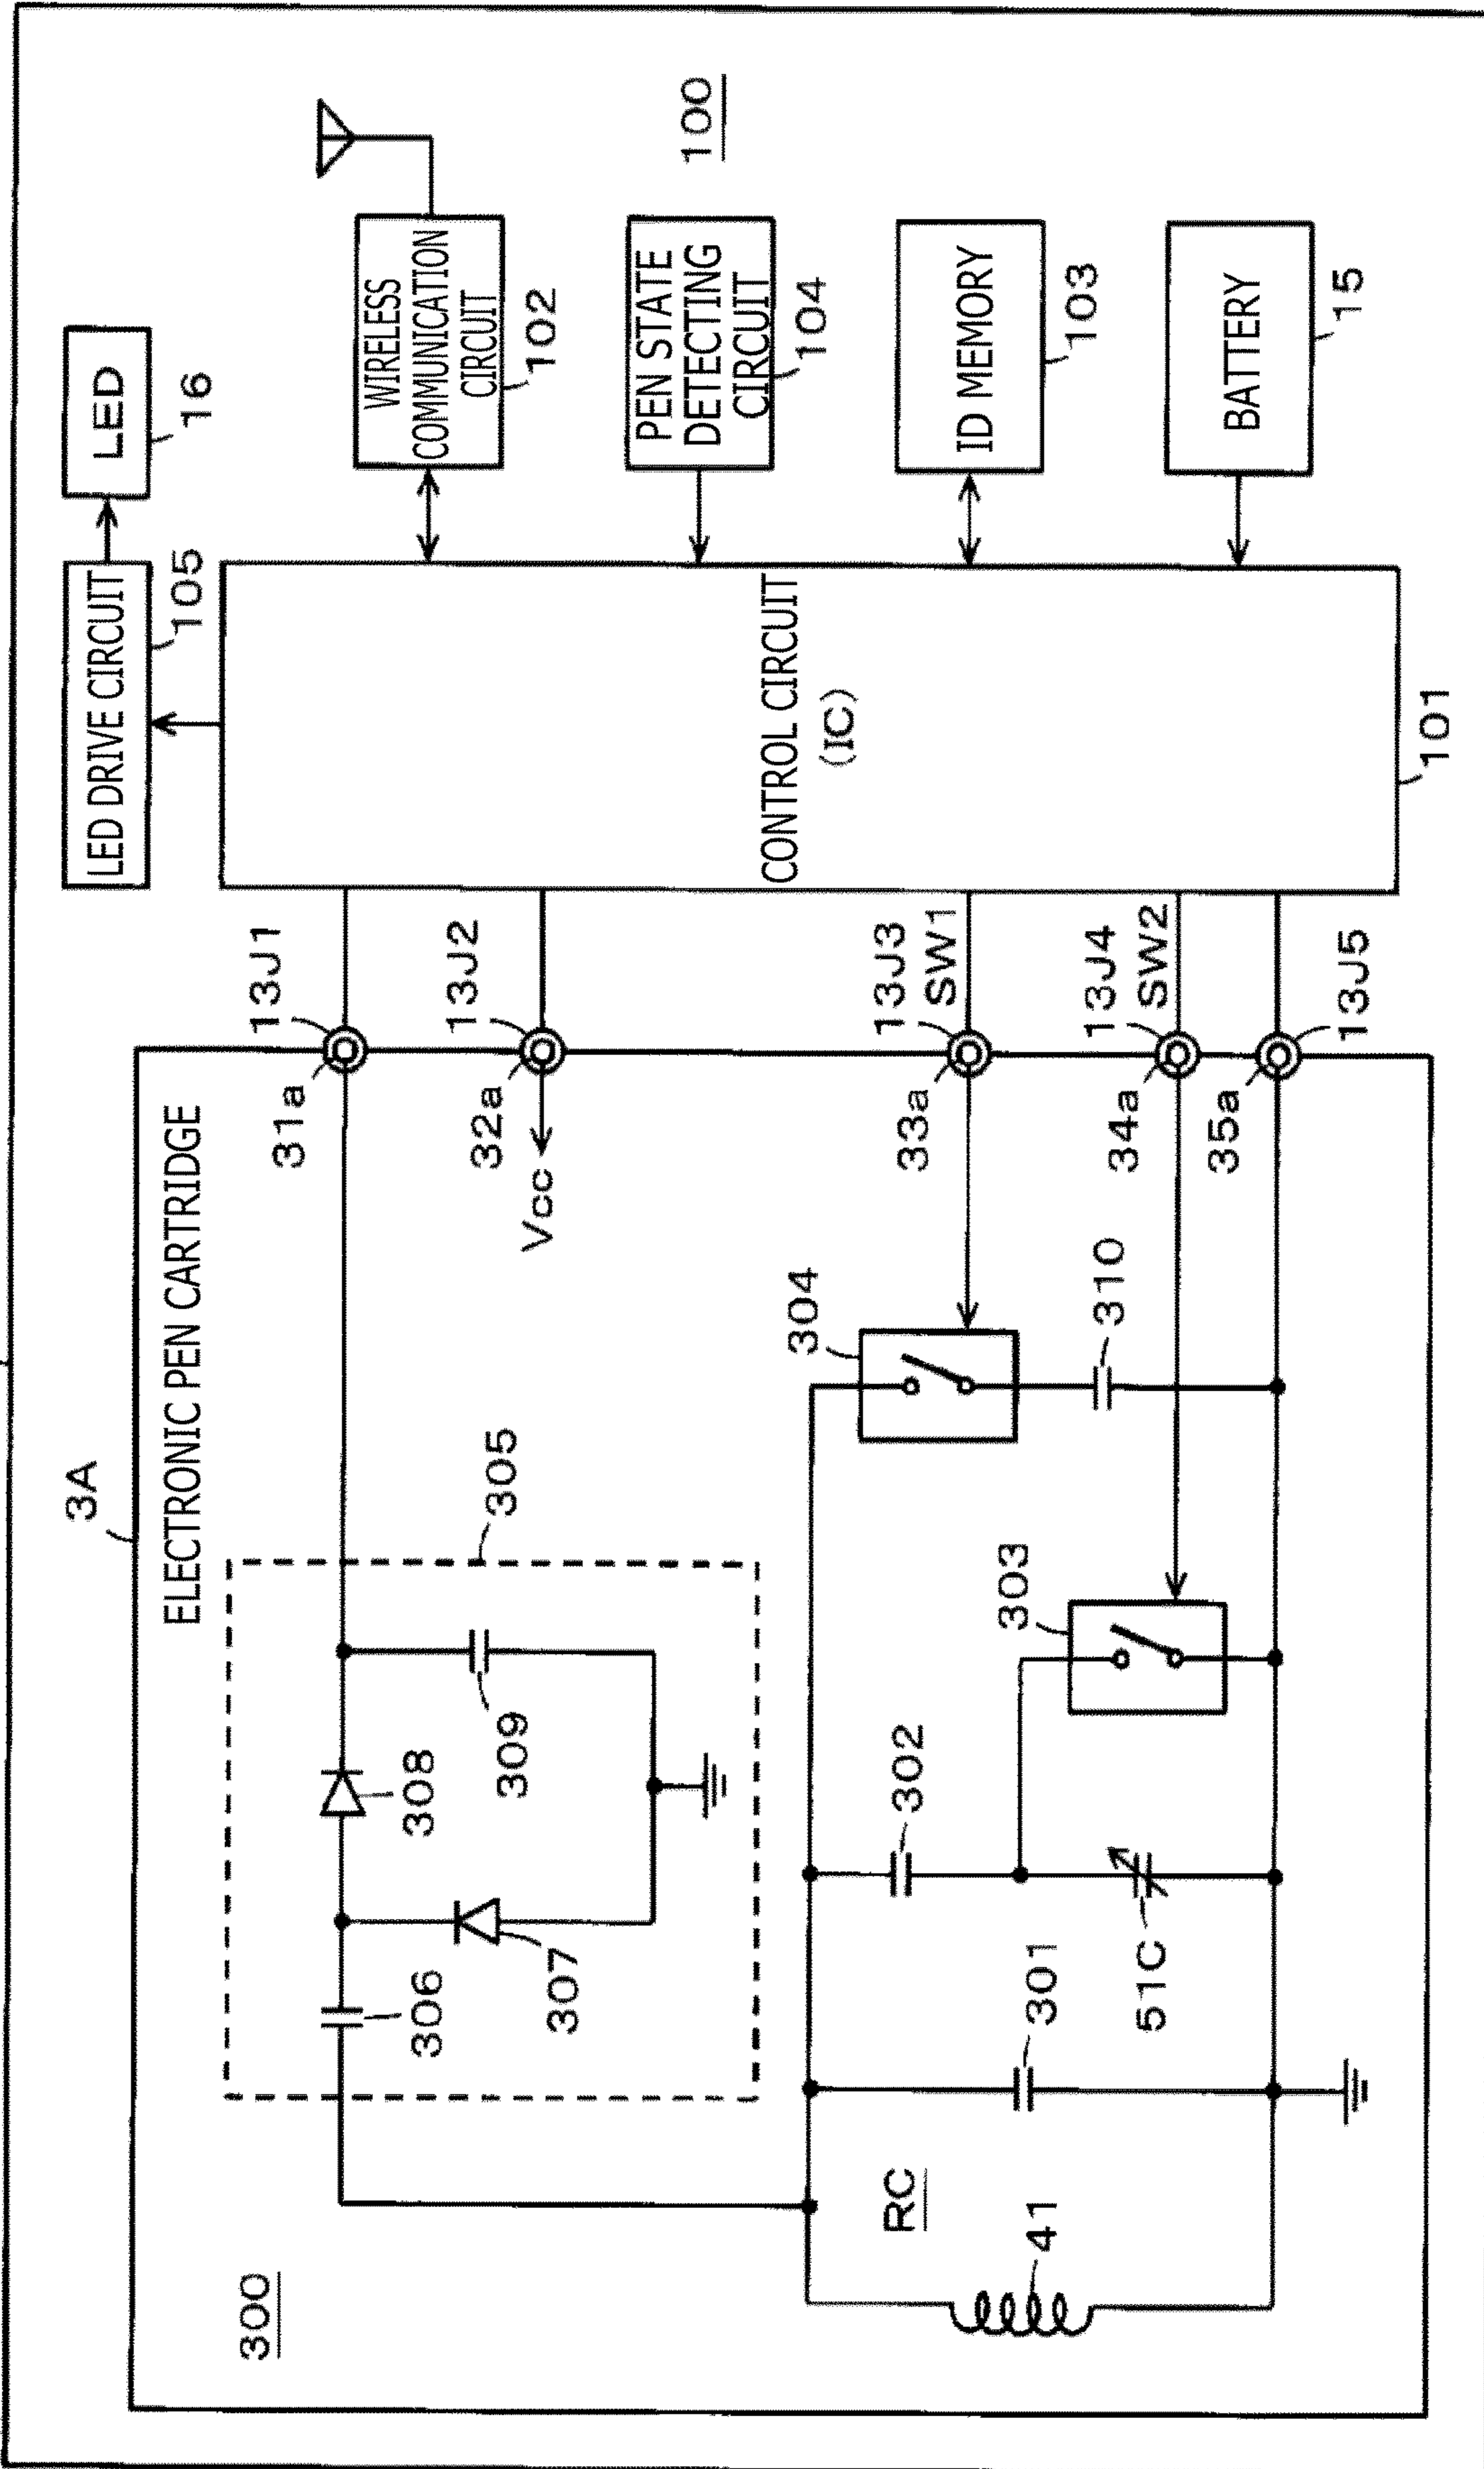 3A
ELECTRONIC PEN CARTRIDGE
300
305
306
307
308
309
31a
13J1
32a
13J2
Vcc
304
33a
13J3
SW1
310
34a
13J4
SW2
35a
13J5
303
302
301
51C
RC
41
LED DRIVE CIRCUIT
105
LED
16
CONTROL CIRCUIT
(IC)
101
WIRELESS
COMMUNICATION
CIRCUIT
102
100
PEN STATE
DETECTING
CIRCUIT
104
ID MEMORY
103
BATTERY
15